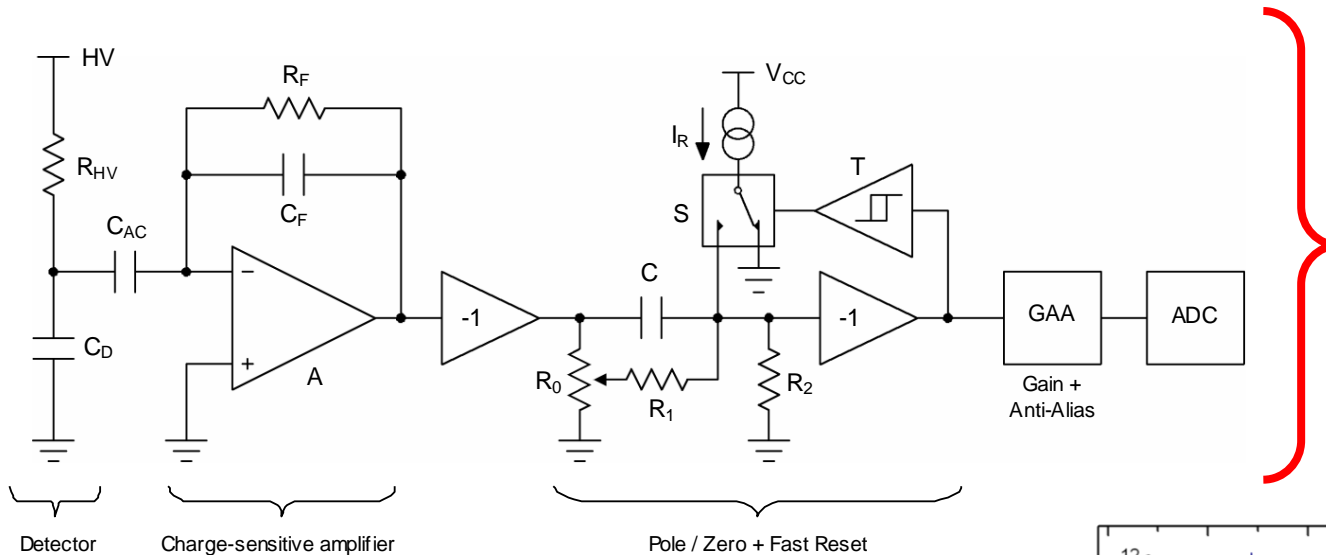 HV
R_HV
C_AC
C_D
R_F
C_F
−
+
A
-1
V_CC
I_R
T
S
C
R_0
R_1
R_2
-1
GAA
ADC
Gain +
Anti-Alias
Detector
Charge-sensitive amplifier
Pole / Zero + Fast Reset
12